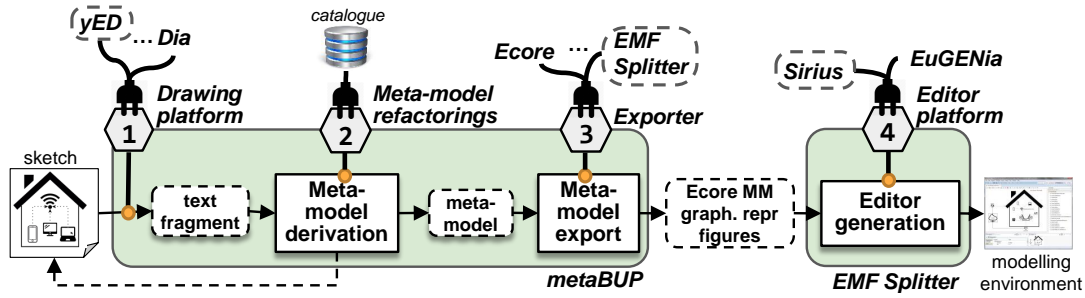 yED
... Dia
catalogue
Ecore ...
EMF
Splitter
Sirius
EuGENia
Drawing
platform
Meta-model
refactorings
Exporter
Editor
platform
1
2
3
4
sketch
text
fragment
Meta-
model
derivation
meta-
model
Meta-
model
export
Ecore MM
graph. repr
figures
Editor
generation
modelling
environment
metaBUP
EMF Splitter